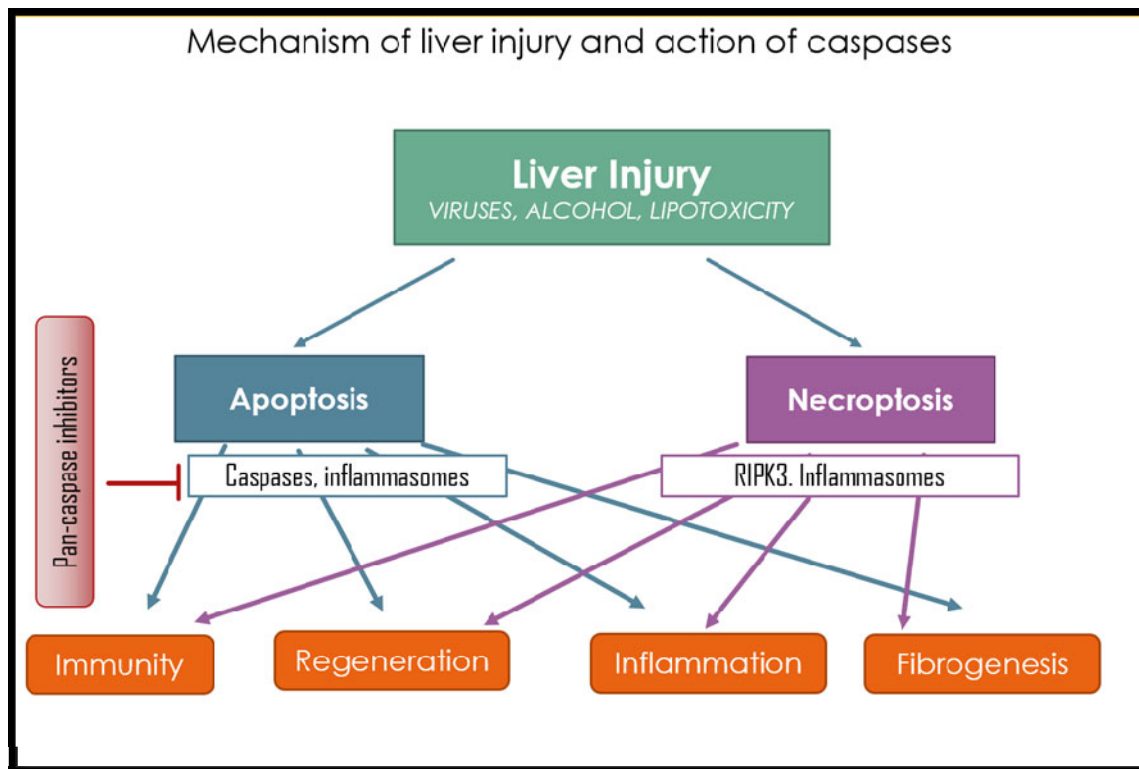 Mechanism of liver injury and action of caspases
Liver Injury
VIRUSES, ALCOHOL, LIPOTOXICITY
Pan-caspase inhibitors
Apoptosis
Necroptosis
Caspases, inflammasomes
RIPK3. Inflammasomes
Immunity
Regeneration
Inflammation
Fibrogenesis